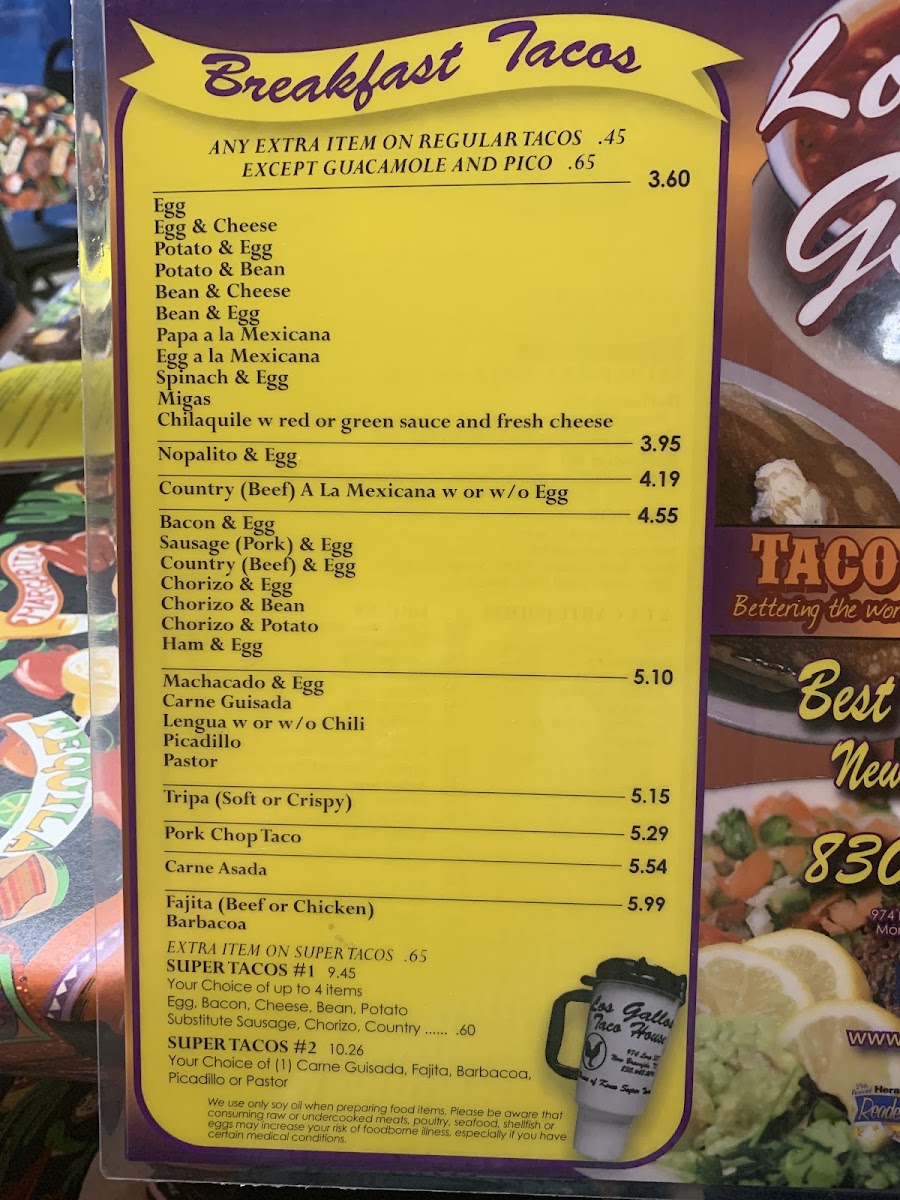 Breakfast Tacos
ANY EXTRA ITEM ON REGULAR TACOS .45
EXCEPT GUACAMOLE AND PICO .65
3.60
Egg
Egg & Cheese
Potato & Egg
Potato & Bean
Bean & Cheese
Bean & Egg
Papa a la Mexicana
Egg a la Mexicana
Spinach & Egg
Migas
Chilaquile w red or green sauce and fresh cheese
3.95
Nopalito & Egg
4.19
Country (Beef) A La Mexicana w or w/o Egg
4.55
Bacon & Egg
Sausage (Pork) & Egg
Country (Beef) & Egg
Chorizo & Egg
Chorizo & Bean
Chorizo & Potato
Ham & Egg
5.10
Machacado & Egg
Carne Guisada
Lengua w or w/o Chili
Picadillo
Pastor
5.15
Tripa (Soft or Crispy)
5.29
Pork Chop Taco
5.54
Carne Asada
5.99
Fajita (Beef or Chicken)
Barbacoa
EXTRA ITEM ON SUPER TACOS .65
SUPER TACOS #1 9.45
Your Choice of up to 4 items
Egg, Bacon, Cheese, Bean, Potato
Substitute Sausage, Chorizo, Country ...... .60
SUPER TACOS #2 10.26
Your Choice of (1) Carne Guisada, Fajita, Barbacoa,
Picadillo or Pastor
We use only soy oil when preparing food items. Please be aware that
consuming raw or undercooked meats, poultry, seafood, shellfish or
eggs may increase your risk of foodborne illness, especially if you have
certain medical conditions.
Los Gallos
Taco House
Lo
G
TACO
Bettering the wor
Best
New
830
974
Mo
www
Hera
Reade
MARGARITA
TEQUILA